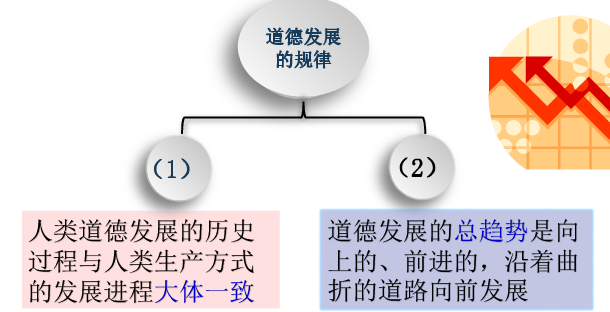 道德发展
的规律
（1）
（2）
人类道德发展的历史
过程与人类生产方式
的发展进程大体一致
道德发展的总趋势是向
上的、前进的，沿着曲
折的道路向前发展